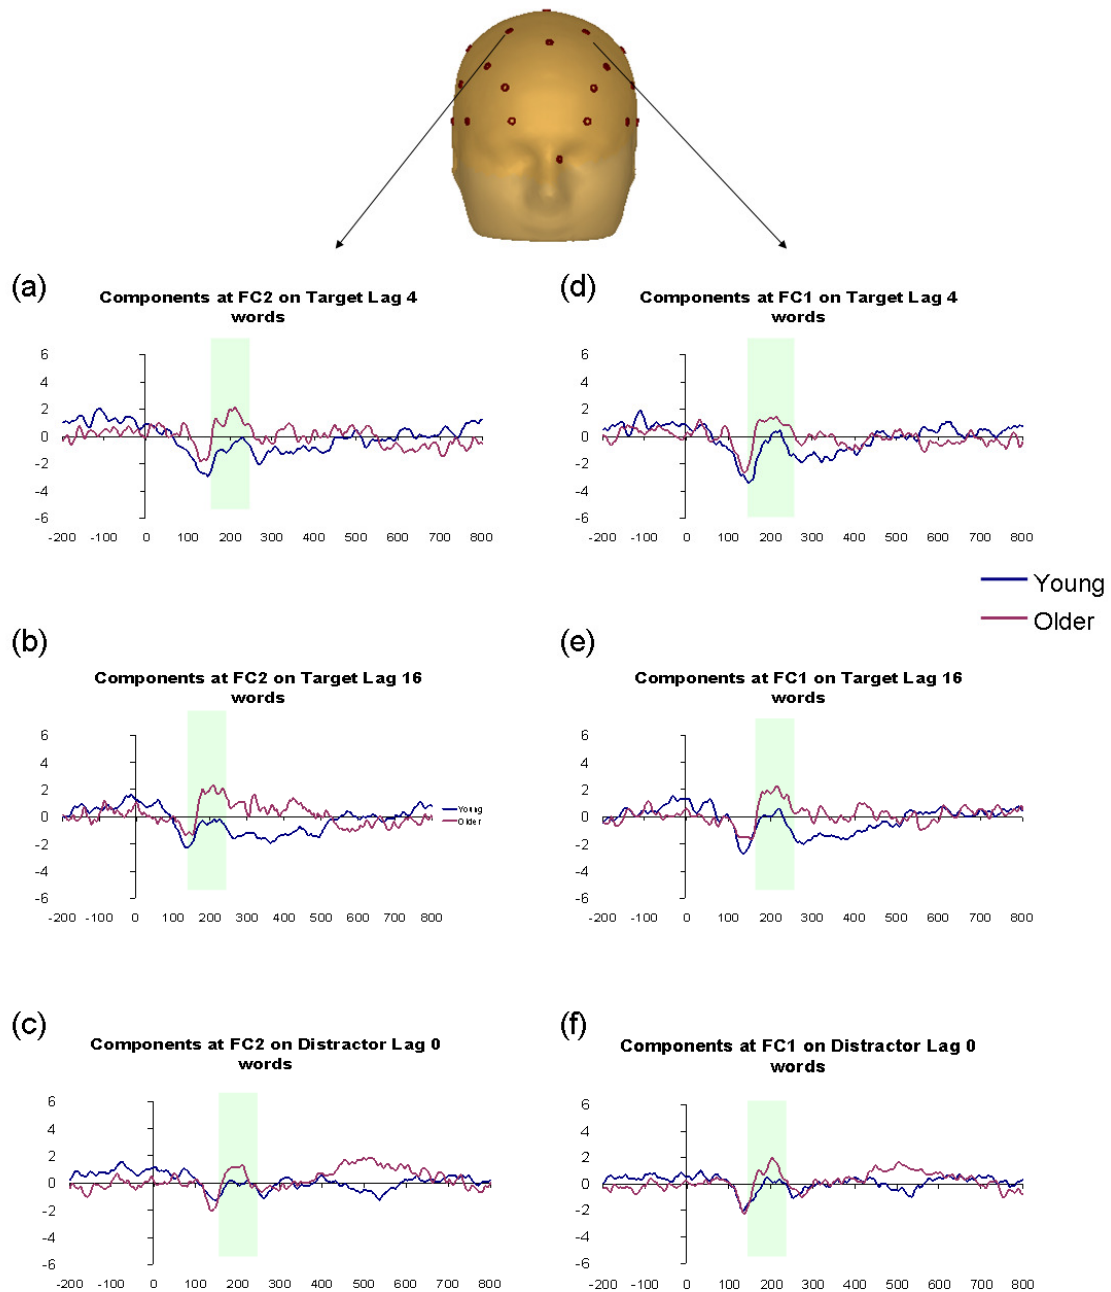 (a)
Components at FC2 on Target Lag 4
words
6
4
2
0
-2
-4
-6
-200 -100 0 100 200 300 400 500 600 700 800
(d)
Components at FC1 on Target Lag 4
words
6
4
2
0
-2
-4
-6
-200 -100 0 100 200 300 400 500 600 700 800
Young
Older
(b)
Components at FC2 on Target Lag 16
words
6
4
2
0
-2
-4
-6
-200 -100 0 100 200 300 400 500 600 700 800
Young
Older
(e)
Components at FC1 on Target Lag 16
words
6
4
2
0
-2
-4
-6
-200 -100 0 100 200 300 400 500 600 700 800
(c)
Components at FC2 on Distractor Lag 0
words
6
4
2
0
-2
-4
-6
-200 -100 0 100 200 300 400 500 600 700 800
(f)
Components at FC1 on Distractor Lag 0
words
6
4
2
0
-2
-4
-6
-200 -100 0 100 200 300 400 500 600 700 800